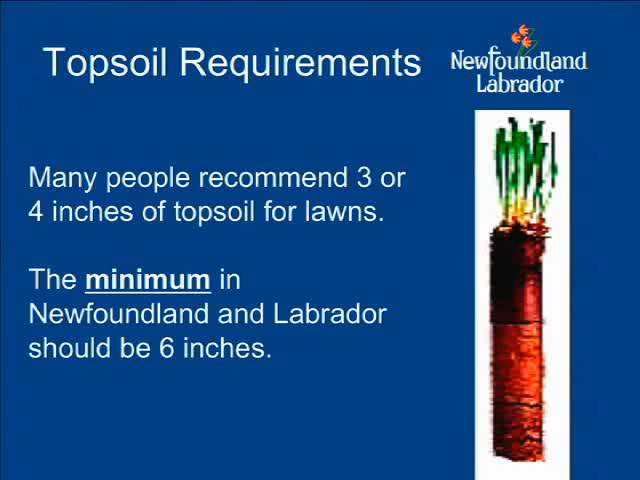 Topsoil Requirements
Newfoundland
Labrador
Many people recommend 3 or
4 inches of topsoil for lawns.
The minimum in
Newfoundland and Labrador
should be 6 inches.